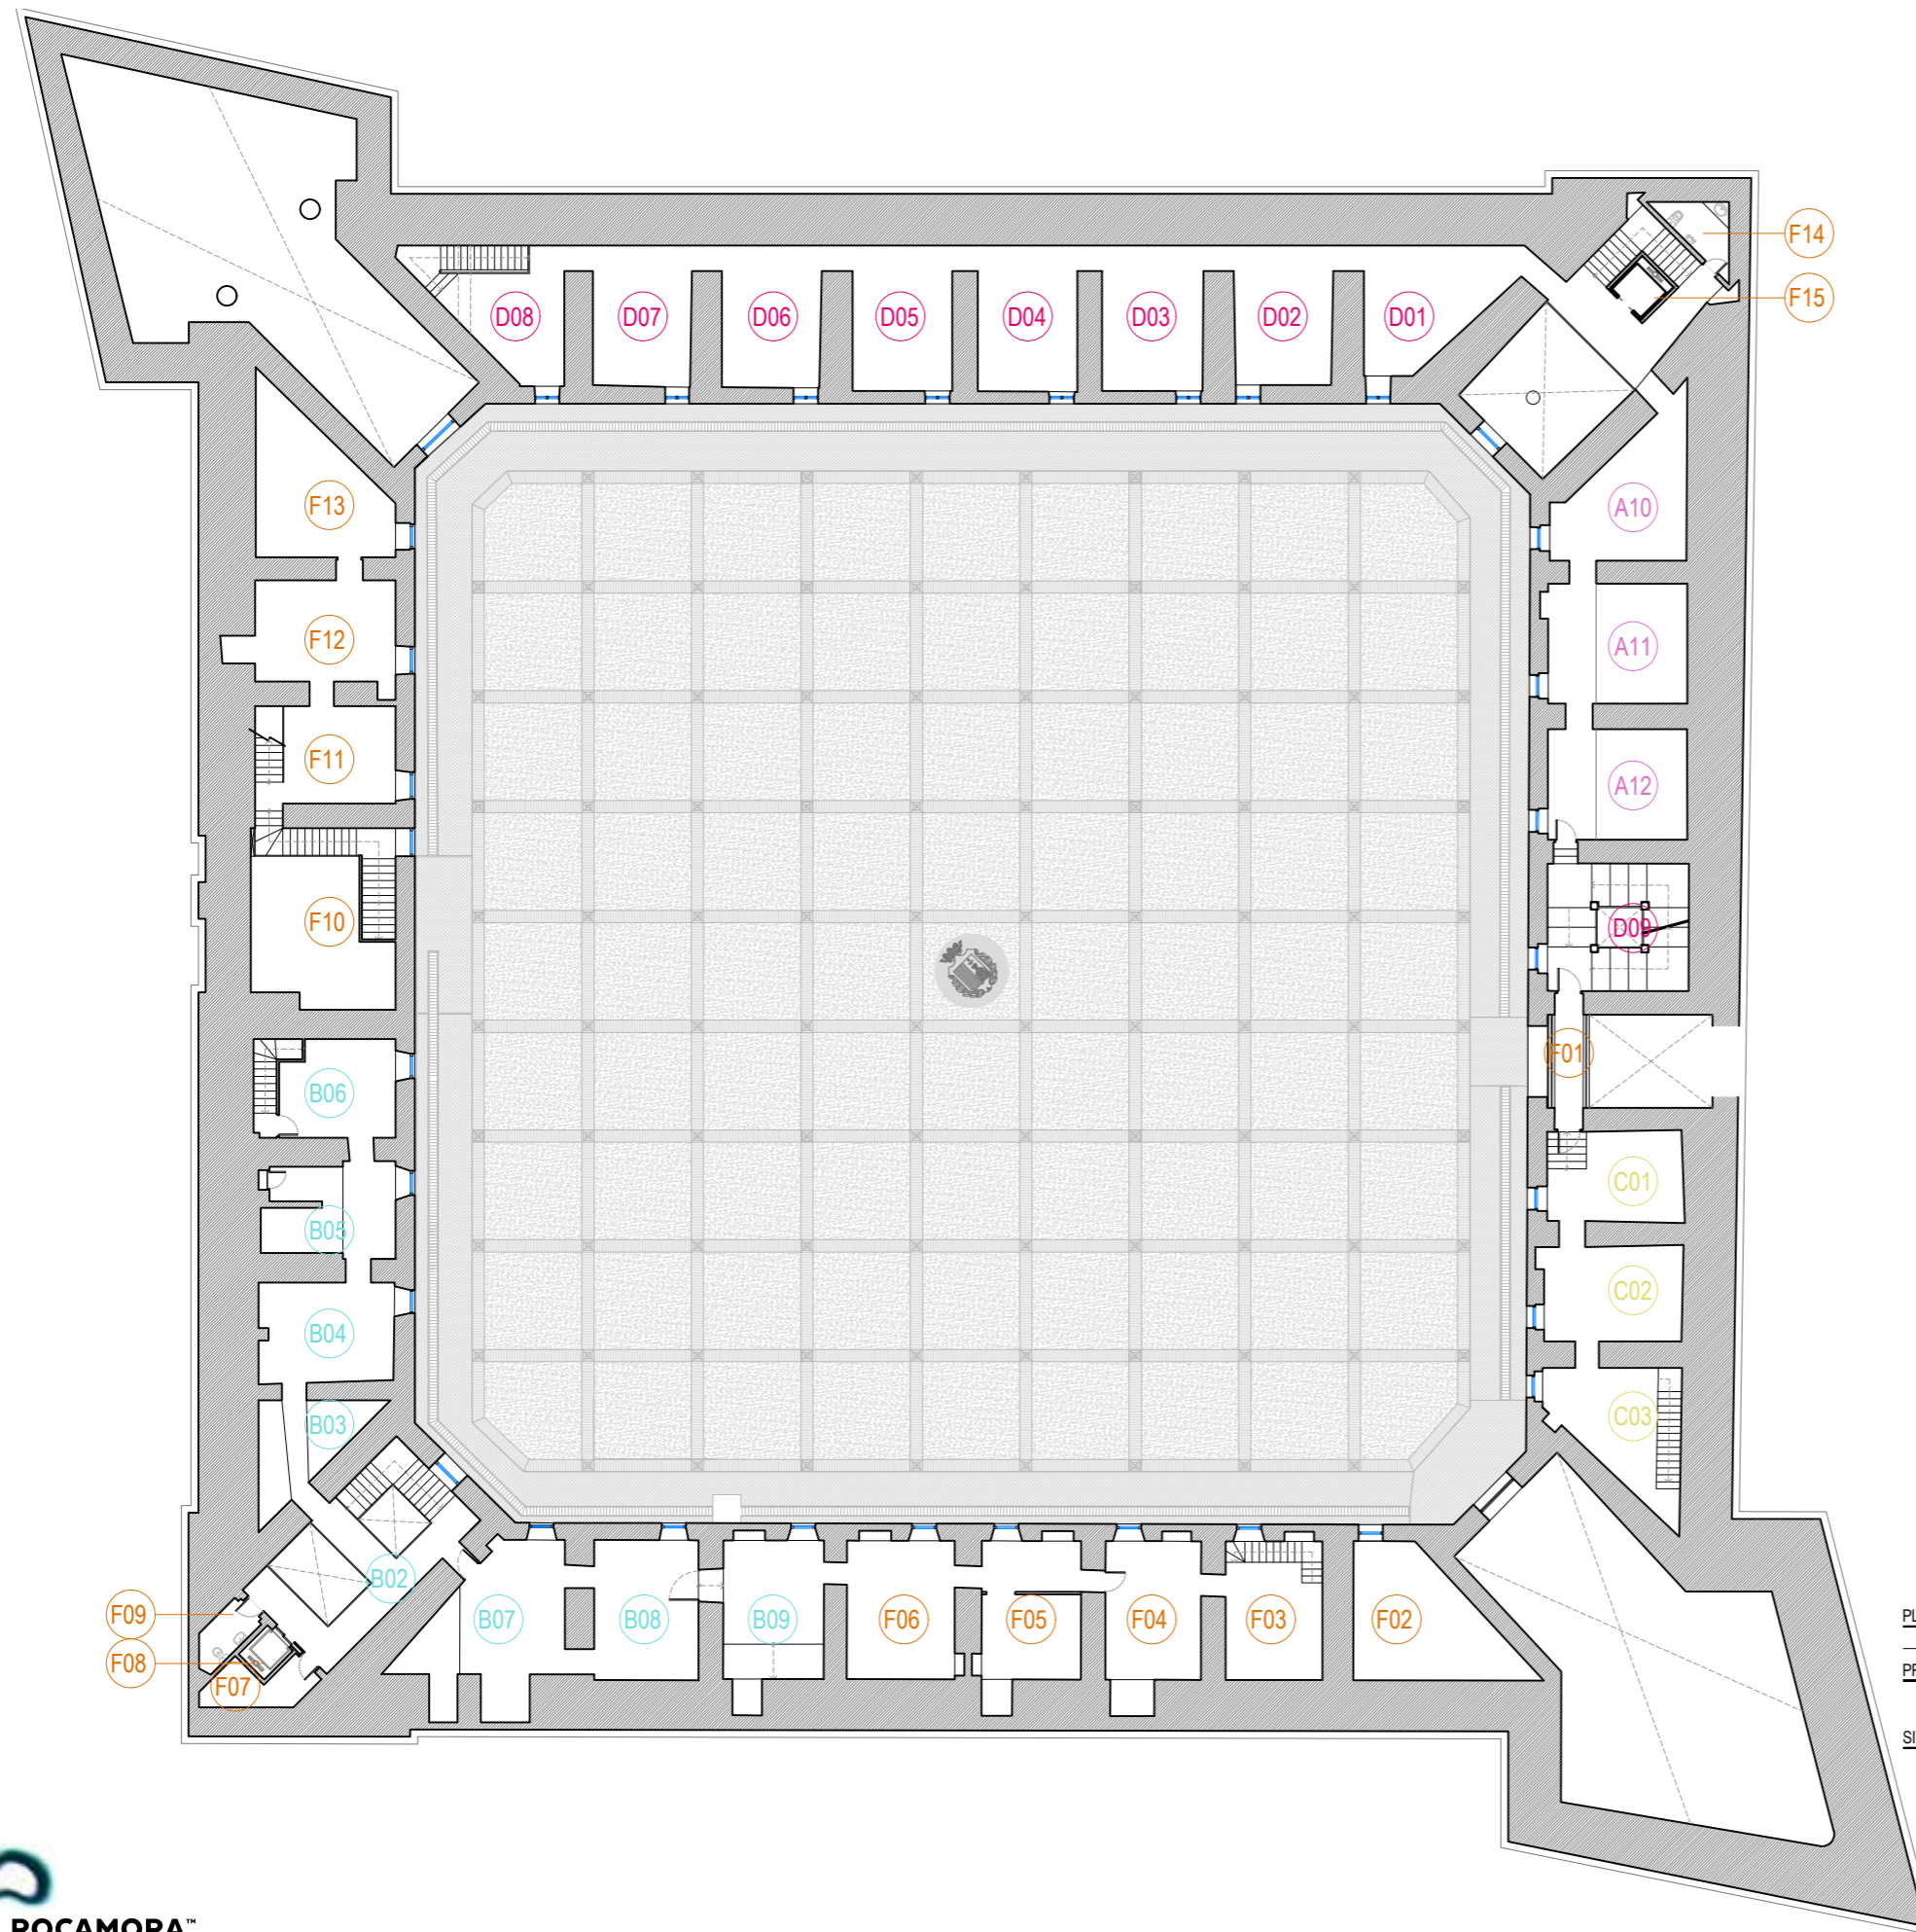 F14
F15
D08 D07 D06 D05 D04 D03 D02 D01
F13
A10
F12
A11
F11
A12
F10
D09
F01
B06
C01
B05
C02
B04
C03
B03
B02
F09
F08
F07
B07 B08 B09 F06 F05 F04 F03 F02
ROCAMORA™